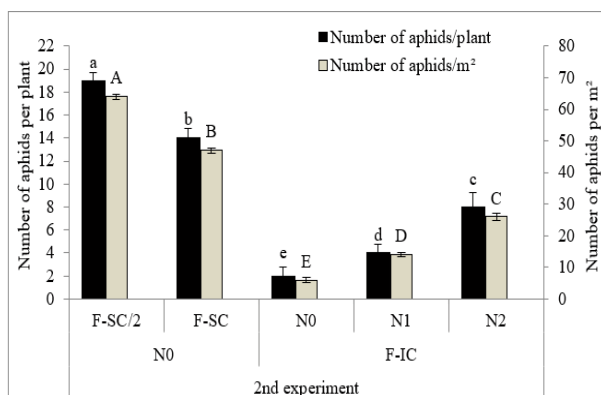 Number of aphids/plant
Number of aphids/m²
Number of aphids per plant
22
20
18
16
14
12
10
8
6
4
2
0
a
A
b
B
e
E
d
D
c
C
80
70
60
50
40
30
20
10
0
Number of aphids per m²
F-SC/2 F-SC N0 N1 N2
N0 F-IC
2nd experiment